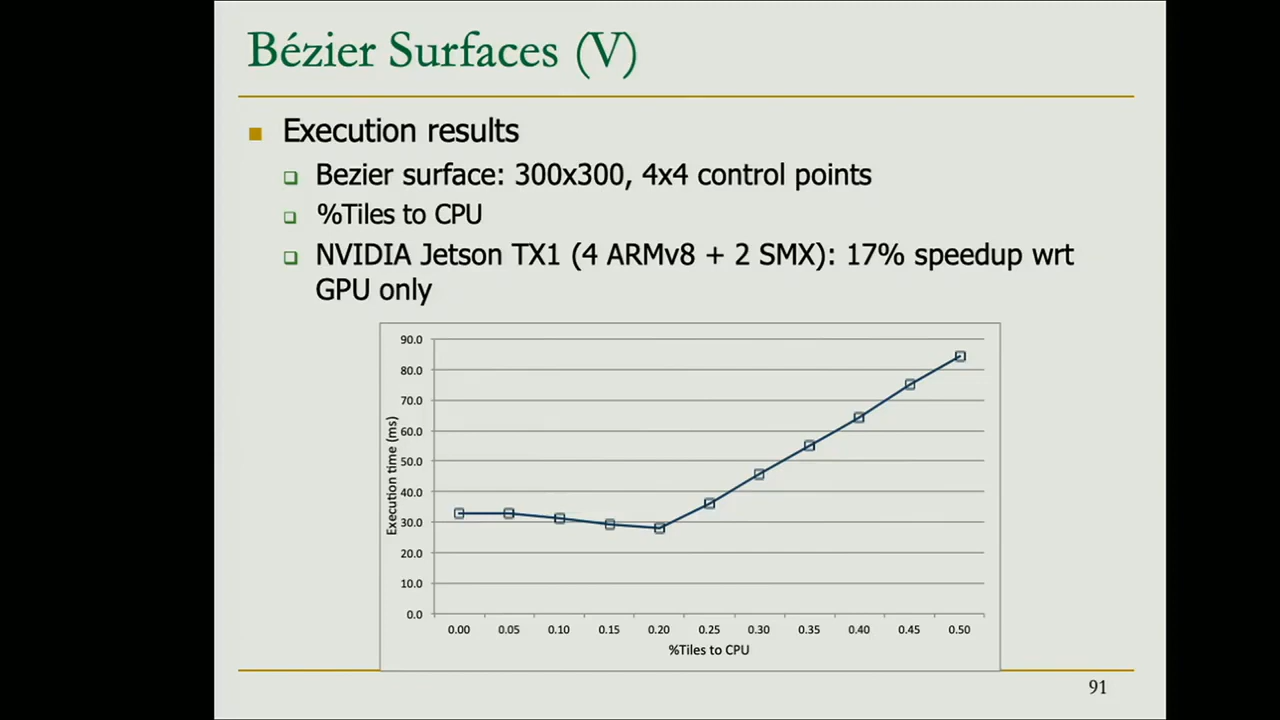 Bézier Surfaces (V)
Execution results
Bezier surface: 300x300, 4x4 control points
%Tiles to CPU
NVIDIA Jetson TX1 (4 ARMv8 + 2 SMX): 17% speedup wrt
GPU only
90.0
80.0
70.0
60.0
50.0
40.0
30.0
20.0
10.0
0.0
Execution time (ms)
0.00 0.05 0.10 0.15 0.20 0.25 0.30 0.35 0.40 0.45 0.50
%Tiles to CPU
91